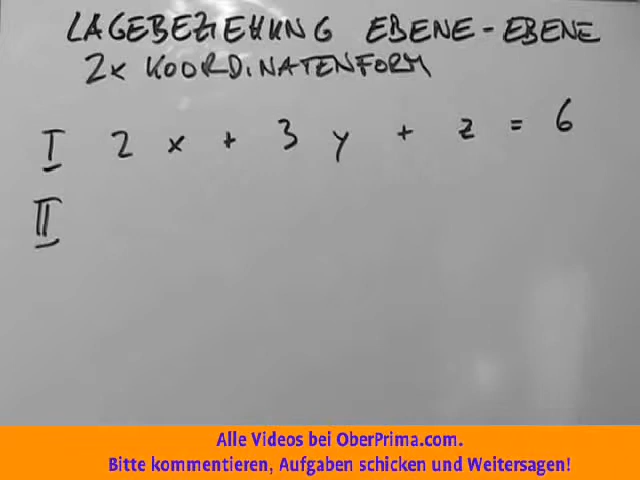 LAGEBEZIEHUNG EBENE-EBENE
2x KOORDINATENFORM
I 2x + 3y + z = 6
II
Alle Videos bei OberPrima.com.
Bitte kommentieren, Aufgaben schicken und Weitersagen!